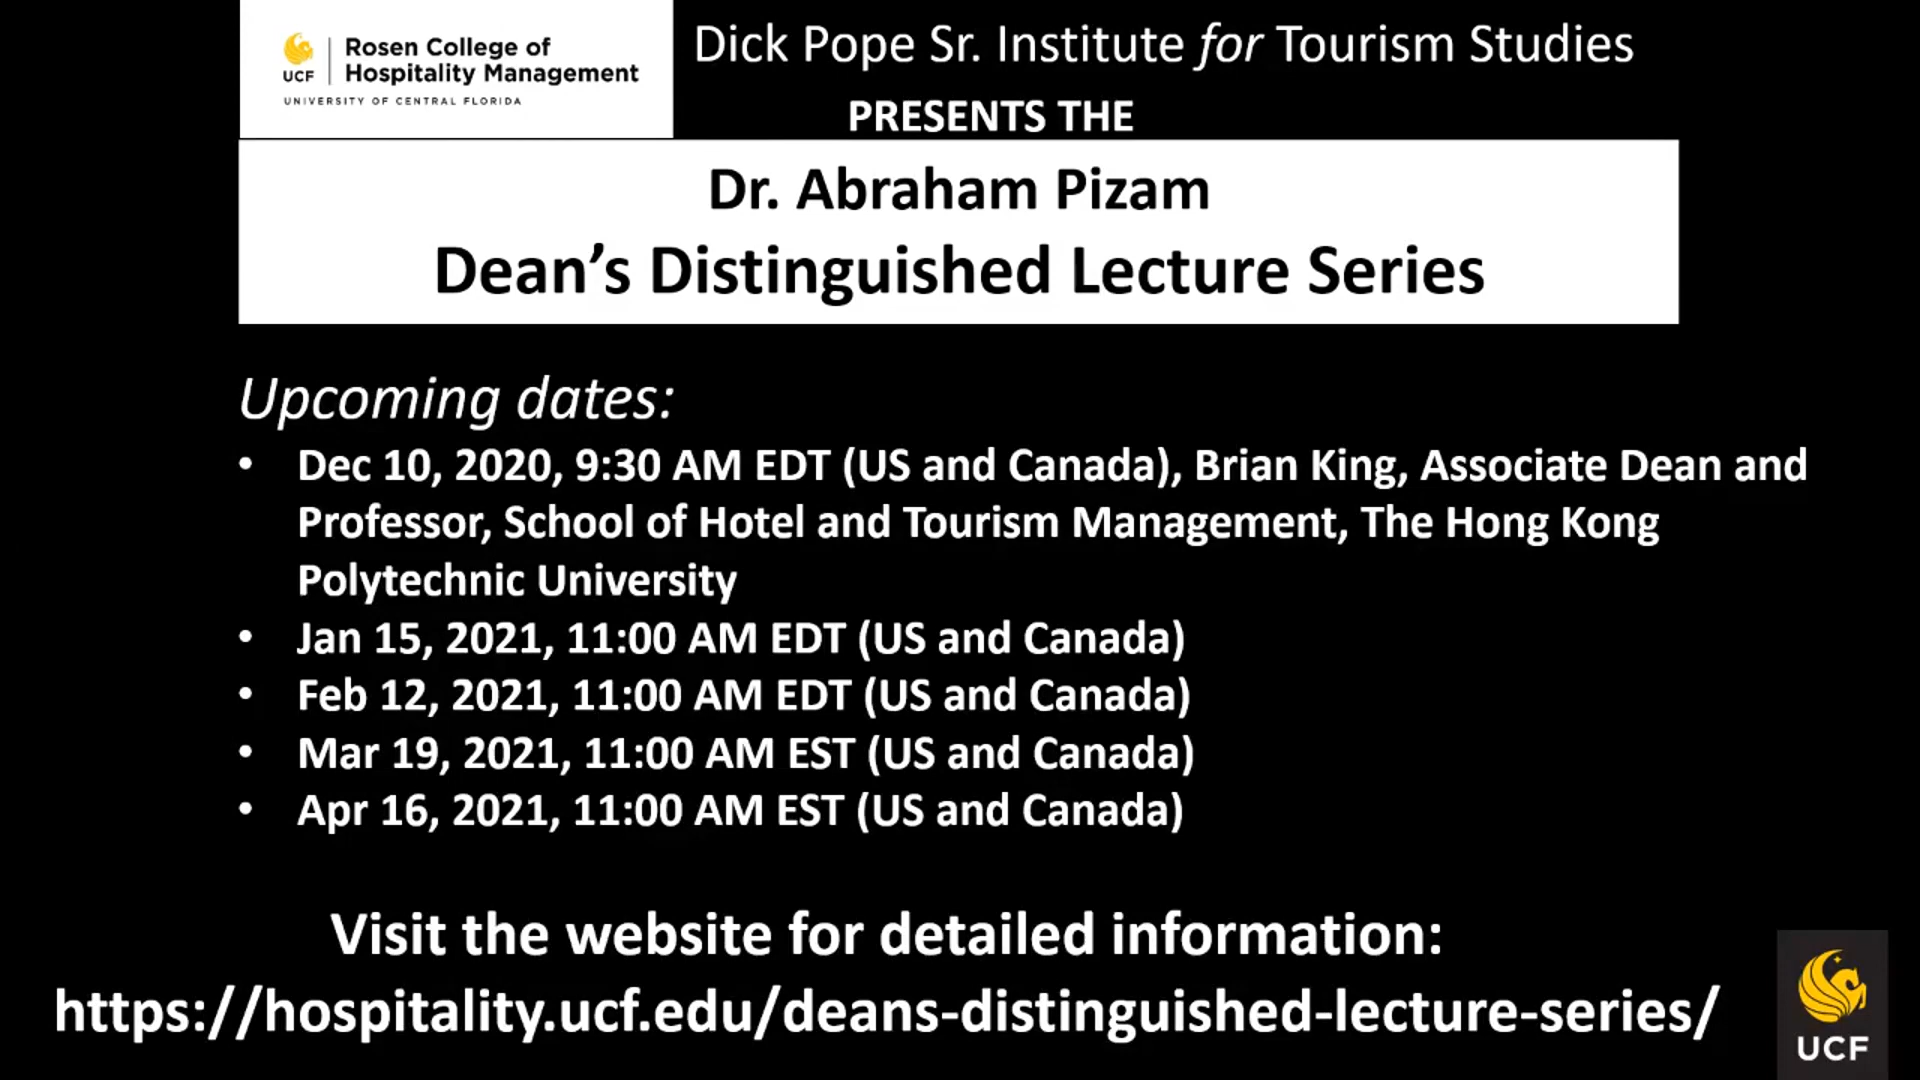 UCF
Rosen College of
Hospitality Management
UNIVERSITY OF CENTRAL FLORIDA
Dick Pope Sr. Institute for Tourism Studies
PRESENTS THE
Dr. Abraham Pizam
Dean’s Distinguished Lecture Series
Upcoming dates:
• Dec 10, 2020, 9:30 AM EDT (US and Canada), Brian King, Associate Dean and
Professor, School of Hotel and Tourism Management, The Hong Kong
Polytechnic University
• Jan 15, 2021, 11:00 AM EDT (US and Canada)
• Feb 12, 2021, 11:00 AM EDT (US and Canada)
• Mar 19, 2021, 11:00 AM EST (US and Canada)
• Apr 16, 2021, 11:00 AM EST (US and Canada)
Visit the website for detailed information:
https://hospitality.ucf.edu/deans-distinguished-lecture-series/
UCF